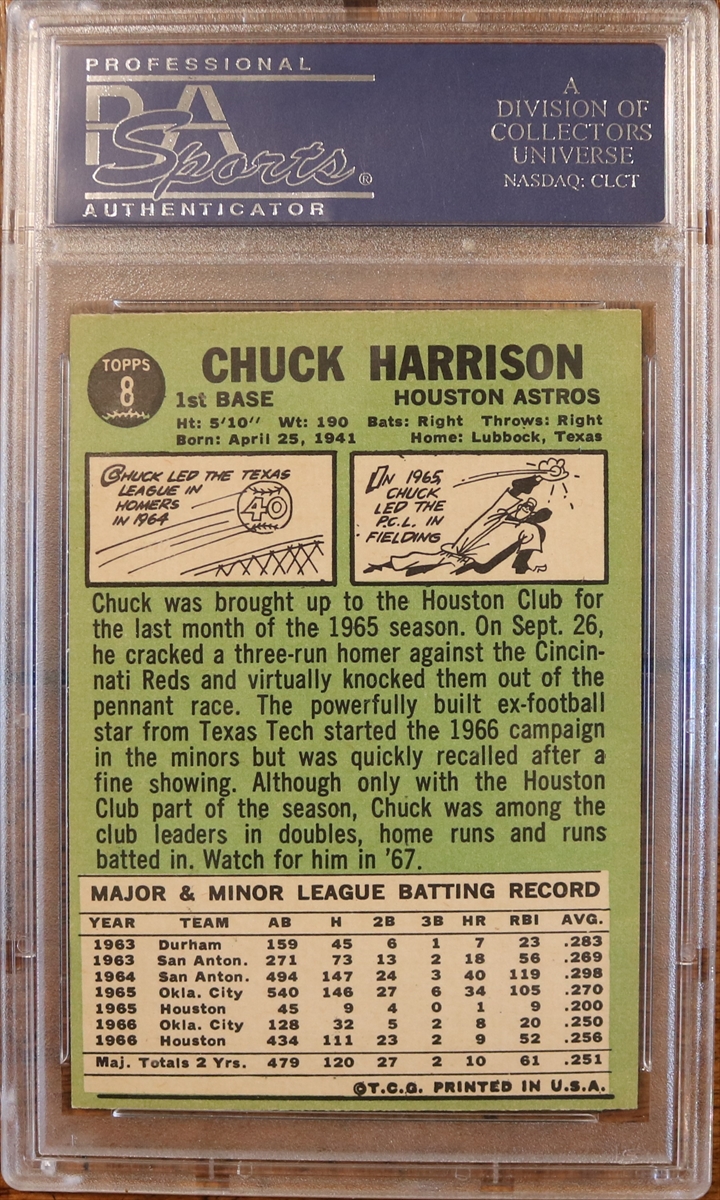 PROFESSIONAL
PSA
Sports®
AUTHENTICATOR
A
DIVISION OF
COLLECTORS
UNIVERSE
NASDAQ: CLCT
TOPPS
8
CHUCK HARRISON
1st BASE HOUSTON ASTROS
Ht: 5'10" Wt: 190 Bats: Right Throws: Right
Born: April 25, 1941 Home: Lubbock, Texas
CHUCK LED THE TEXAS
LEAGUE IN
HOMERS
IN 1964
40
IN 1965,
CHUCK
LED THE
P.C.L. IN
FIELDING
Chuck was brought up to the Houston Club for
the last month of the 1965 season. On Sept. 26,
he cracked a three-run homer against the Cincin-
nati Reds and virtually knocked them out of the
pennant race. The powerfully built ex-football
star from Texas Tech started the 1966 campaign
in the minors but was quickly recalled after a
fine showing. Although only with the Houston
Club part of the season, Chuck was among the
club leaders in doubles, home runs and runs
batted in. Watch for him in '67.
MAJOR & MINOR LEAGUE BATTING RECORD
YEAR TEAM AB H 2B 3B HR RBI AVG.
1963 Durham 159 45 6 1 7 23 .283
1963 San Anton. 271 73 13 2 18 56 .269
1964 San Anton. 494 147 24 3 40 119 .298
1965 Okla. City 540 146 27 6 34 105 .270
1965 Houston 45 9 4 0 1 9 .200
1966 Okla. City 128 32 5 2 8 20 .250
1966 Houston 434 111 23 2 9 52 .256
Maj. Totals 2 Yrs. 479 120 27 2 10 61 .251
©T.C.G. PRINTED IN U.S.A.